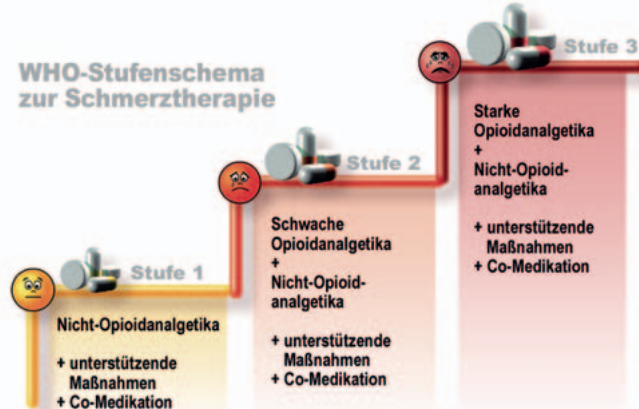 WHO-Stufenschema
zur Schmerztherapie
Stufe 1
Nicht-Opioidanalgetika
+ unterstützende
Maßnahmen
+ Co-Medikation
Stufe 2
Schwache
Opioidanalgetika
+
Nicht-Opioid-
analgetika
+ unterstützende
Maßnahmen
+ Co-Medikation
Stufe 3
Starke
Opioidanalgetika
+
Nicht-Opioid-
analgetika
+ unterstützende
Maßnahmen
+ Co-Medikation